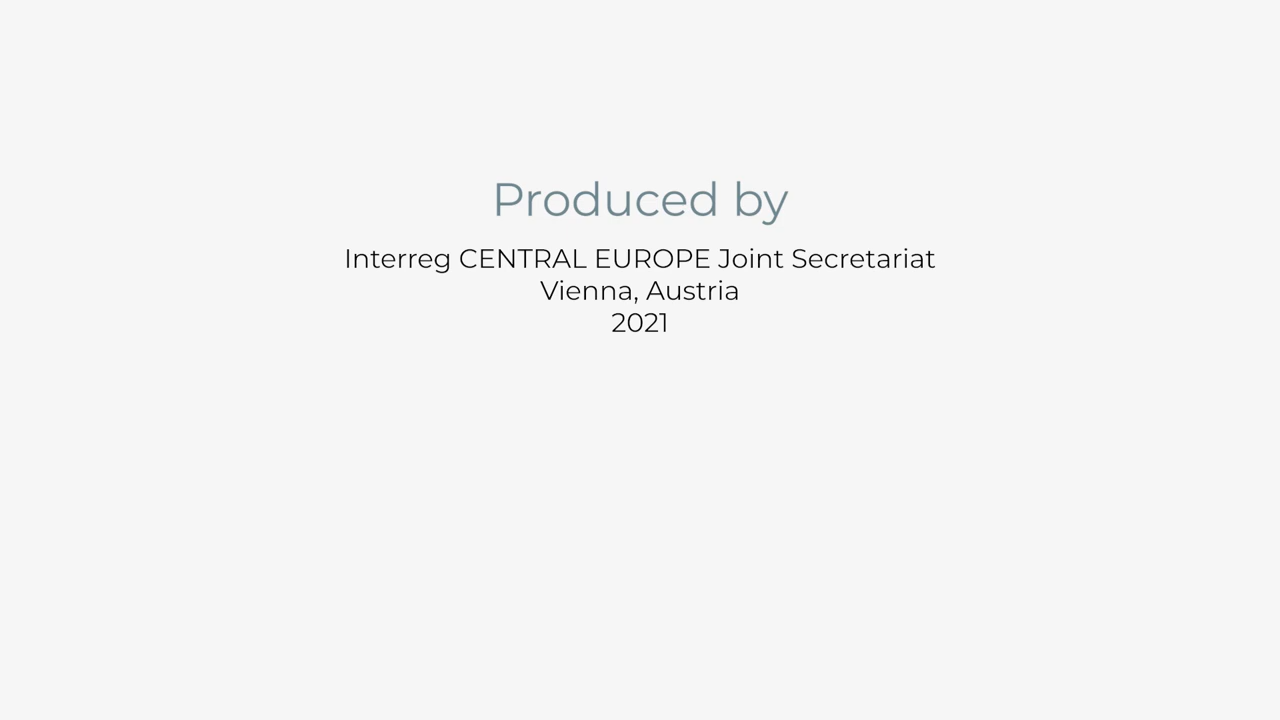 Produced by
Interreg CENTRAL EUROPE Joint Secretariat
Vienna, Austria
2021